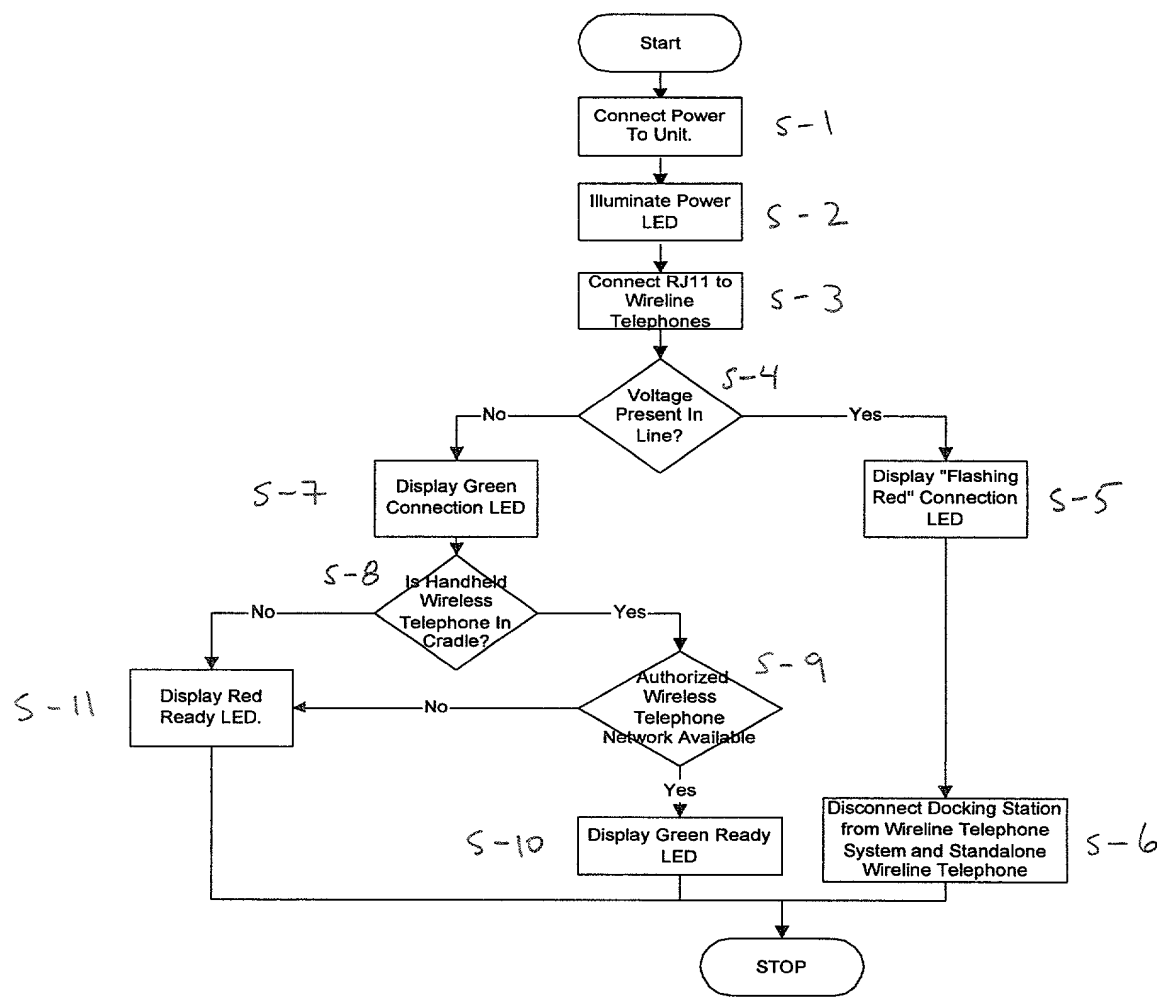 Start
Connect Power
To Unit.
S-1
Illuminate Power
LED
S-2
Connect RJ11 to
Wireline
Telephones
S-3
Voltage
Present In
Line?
S-4
No
Yes
Display Green
Connection LED
S-7
Display "Flashing
Red" Connection
LED
S-5
Is Handheld
Wireless
Telephone In
Cradle?
S-8
No
Yes
Display Red
Ready LED.
S-11
Authorized
Wireless
Telephone
Network Available
S-9
No
Yes
Display Green Ready
LED
S-10
Disconnect Docking Station
from Wireline Telephone
System and Standalone
Wireline Telephone
S-6
STOP